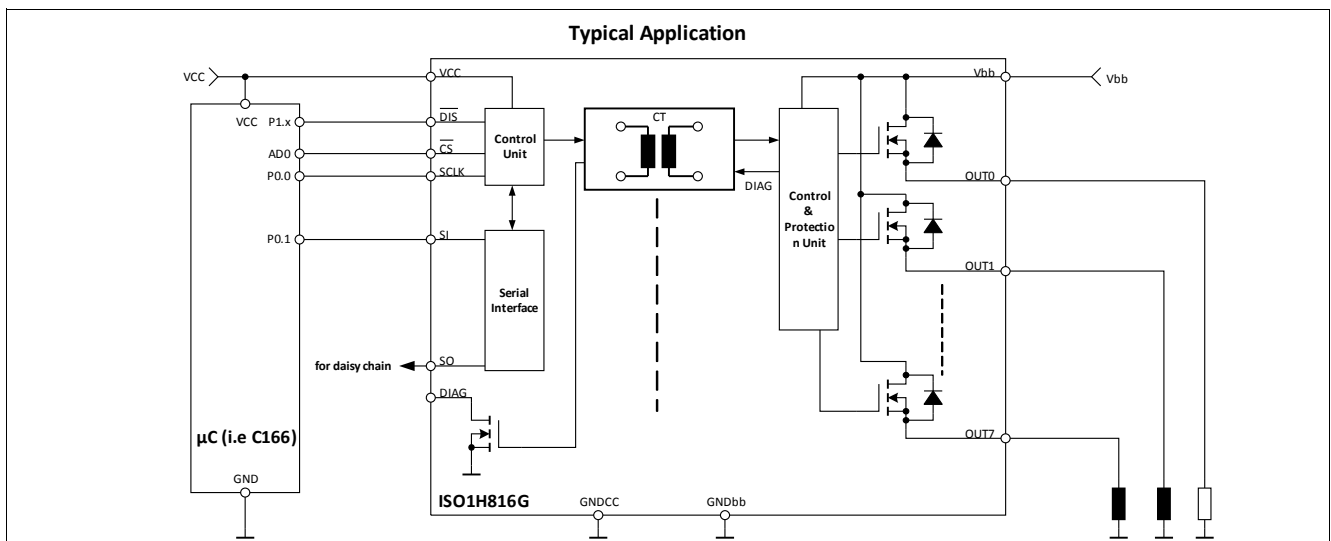 Typical Application
VCC
VCC
Vbb
Vbb
VCC
P1.x
DIS
AD0
CS
P0.0
SCLK
Control
Unit
CT
DIAG
OUT0
P0.1
SI
Control
&
Protectio
n Unit
OUT1
Serial
Interface
for daisy chain
SO
DIAG
OUT7
µC (i.e C166)
GND
ISO1H816G
GNDCC
GNDbb